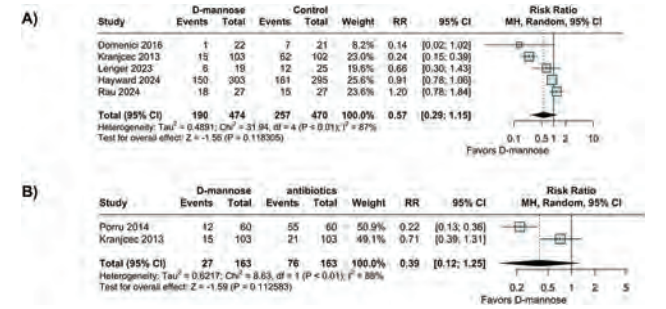 A)
D-mannose Control Risk Ratio
Study Events Total Events Total Weight RR 95% CI MH, Random, 95% CI
Domenici 2016 1 22 7 21 8.2% 0.14 [0.02; 1.02]
Kranjcec 2013 15 103 62 102 23.0% 0.24 [0.15; 0.39]
Lenger 2023 6 19 12 25 19.6% 0.66 [0.30; 1.43]
Hayward 2024 150 303 161 295 25.6% 0.91 [0.78; 1.06]
Rau 2024 18 27 15 27 23.6% 1.20 [0.78; 1.84]
Total (95% CI) 190 474 257 470 100.0% 0.57 [0.29; 1.15]
Heterogeneity: Tau² = 0.4891; Chi² = 31.94, df = 4 (P < 0.01); I² = 87%
Test for overall effect: Z = -1.56 (P = 0.118305)
0.1 0.5 1 2 10
Favors D-mannose
B)
D-mannose antibiotics Risk Ratio
Study Events Total Events Total Weight RR 95% CI MH, Random, 95% CI
Porru 2014 12 60 55 60 50.9% 0.22 [0.13; 0.36]
Kranjcec 2013 15 103 21 103 49.1% 0.71 [0.39; 1.31]
Total (95% CI) 27 163 76 163 100.0% 0.39 [0.12; 1.25]
Heterogeneity: Tau² = 0.6217; Chi² = 8.63, df = 1 (P < 0.01); I² = 88%
Test for overall effect: Z = -1.59 (P = 0.112583)
0.2 0.5 1 2 5
Favors D-mannose